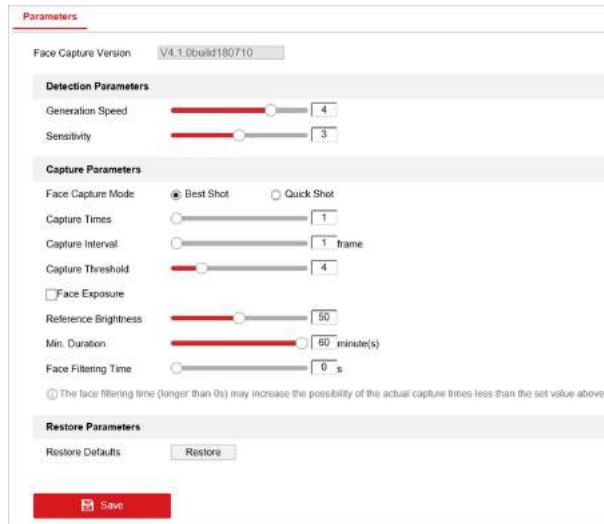 Parameters
Face Capture Version V4.1.0build180710
Detection Parameters
Generation Speed 4
Sensitivity 3
Capture Parameters
Face Capture Mode Best Shot Quick Shot
Capture Times 1
Capture Interval 1 frame
Capture Threshold 4
Face Exposure
Reference Brightness 50
Min. Duration 60 minute(s)
Face Filtering Time 0 s
The face filtering time (longer than 0s) may increase the possibility of the actual capture times less than the set value above
Restore Parameters
Restore Defaults Restore
Save